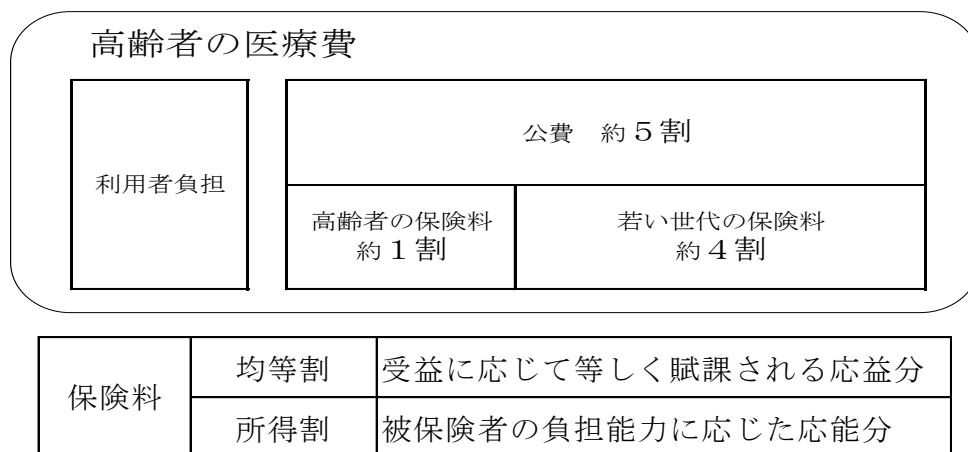 高齢者の医療費
利用者負担
公費 約5割
高齢者の保険料
約1割
若い世代の保険料
約4割
保険料
均等割
受益に応じて等しく賦課される応益分
所得割
被保険者の負担能力に応じた応能分